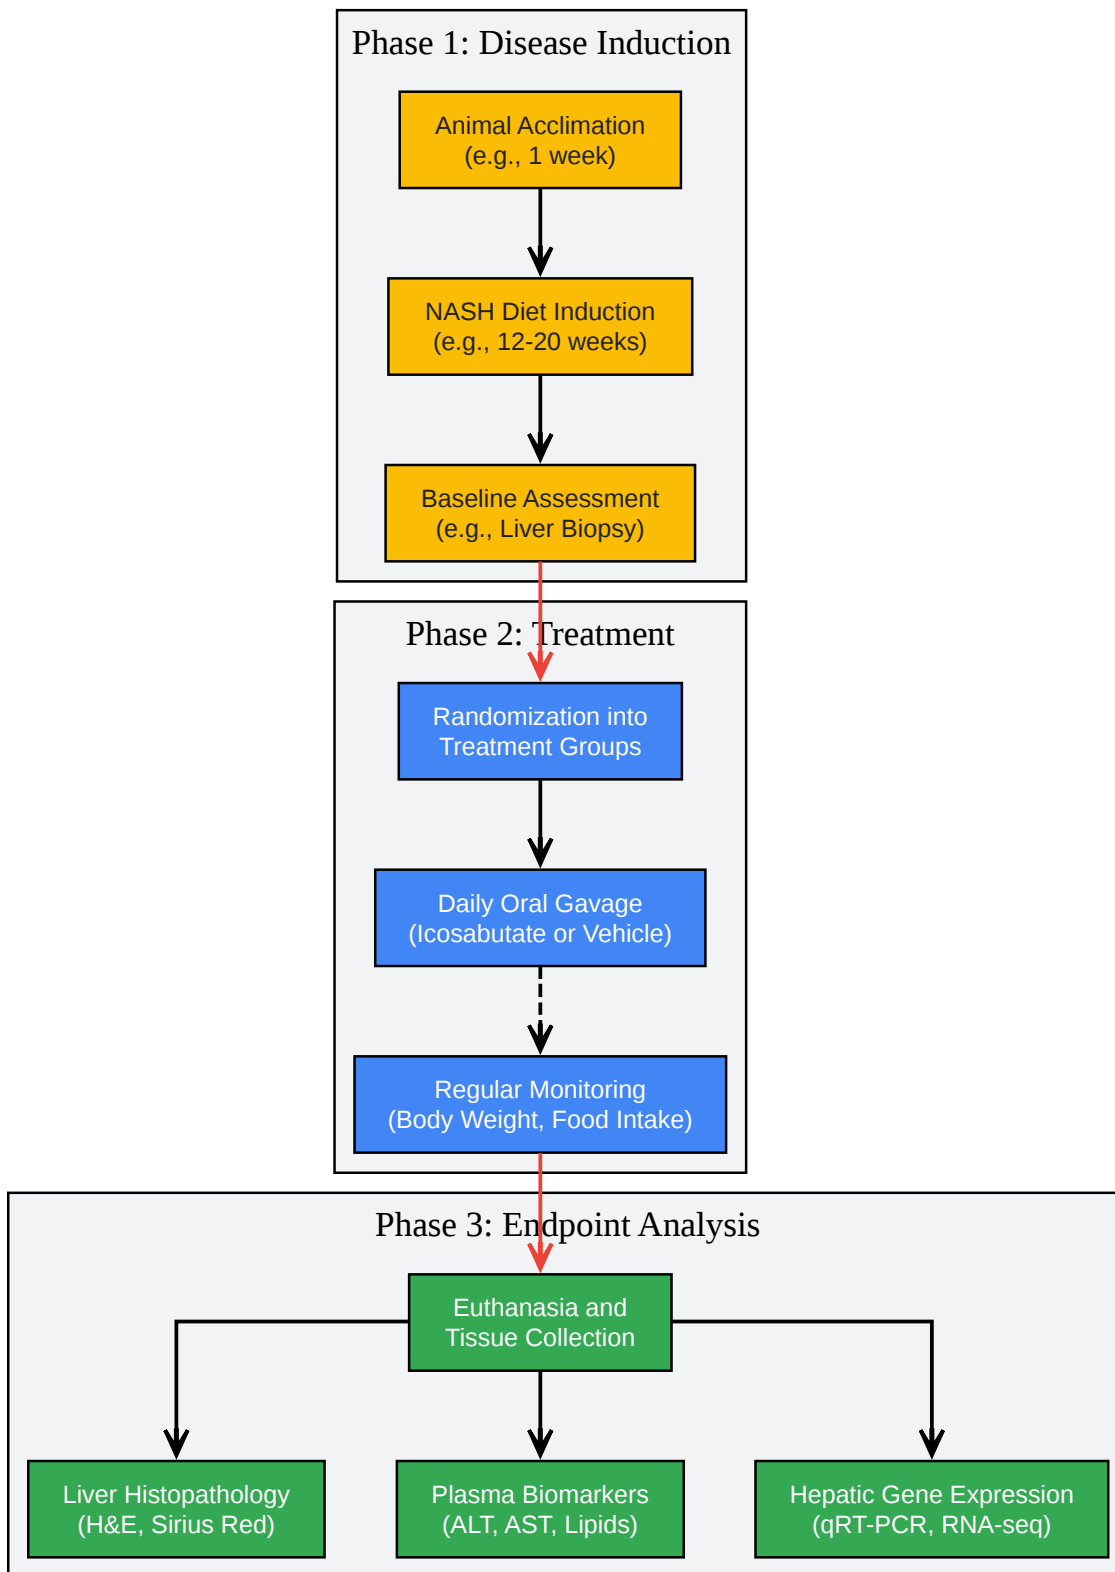 Phase 1: Disease Induction
Animal Acclimation
(e.g., 1 week)
NASH Diet Induction
(e.g., 12-20 weeks)
Baseline Assessment
(e.g., Liver Biopsy)
Phase 2: Treatment
Randomization into
Treatment Groups
Daily Oral Gavage
(Icosabutate or Vehicle)
Regular Monitoring
(Body Weight, Food Intake)
Phase 3: Endpoint Analysis
Euthanasia and
Tissue Collection
Liver Histopathology
(H&E, Sirius Red)
Plasma Biomarkers
(ALT, AST, Lipids)
Hepatic Gene Expression
(qRT-PCR, RNA-seq)